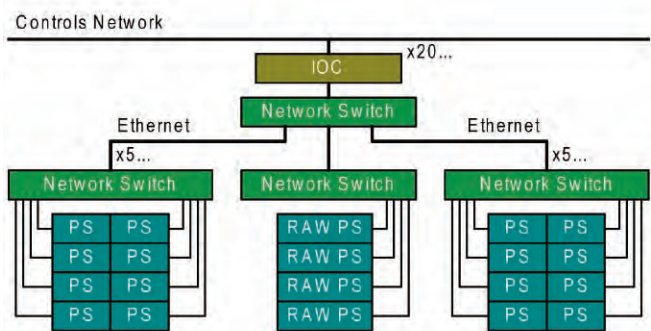 Controls Network
IOC
x20...
Network Switch
Ethernet
Ethernet
x5...
x5...
Network Switch
Network Switch
Network Switch
PS PS
RAW PS
PS PS
PS PS
RAW PS
PS PS
PS PS
RAW PS
PS PS
PS PS
RAW PS
PS PS